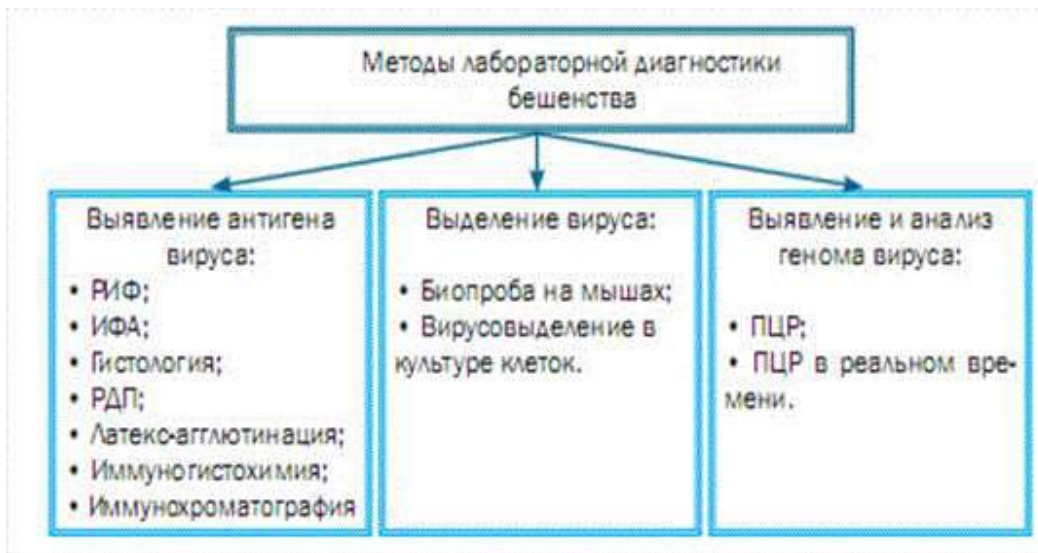 Методы лабораторной диагностики
бешенства
Выявление антигена
вируса:
• РИФ;
• ИФА;
• Гистология;
• РДП;
• Латекс-агглютинация;
• Иммуногистохимия;
• Иммунохроматография
Выделение вируса:
• Биопроба на мышах;
• Вирусовыделение в
культуре клеток.
Выявление и анализ
генома вируса:
• ПЦР;
• ПЦР в реальном вре-
мени.